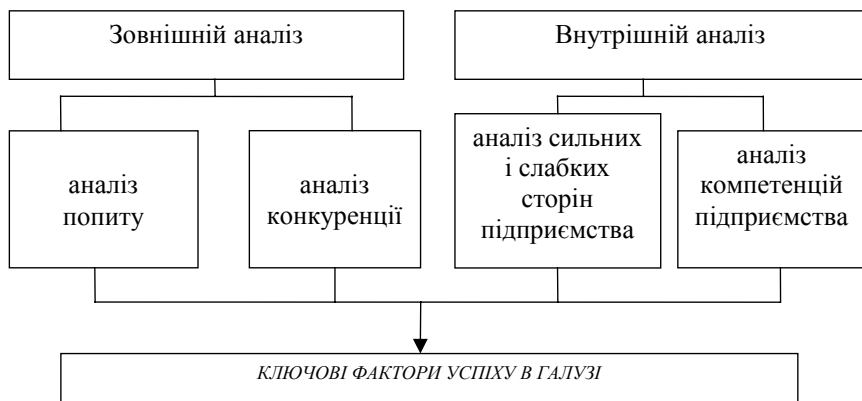 Зовнішній аналіз
Внутрішній аналіз
аналіз
попиту
аналіз
конкуренції
аналіз сильних
і слабких
сторін
підприємства
аналіз
компетенцій
підприємства
КЛЮЧОВІ ФАКТОРИ УСПІХУ В ГАЛУЗІ